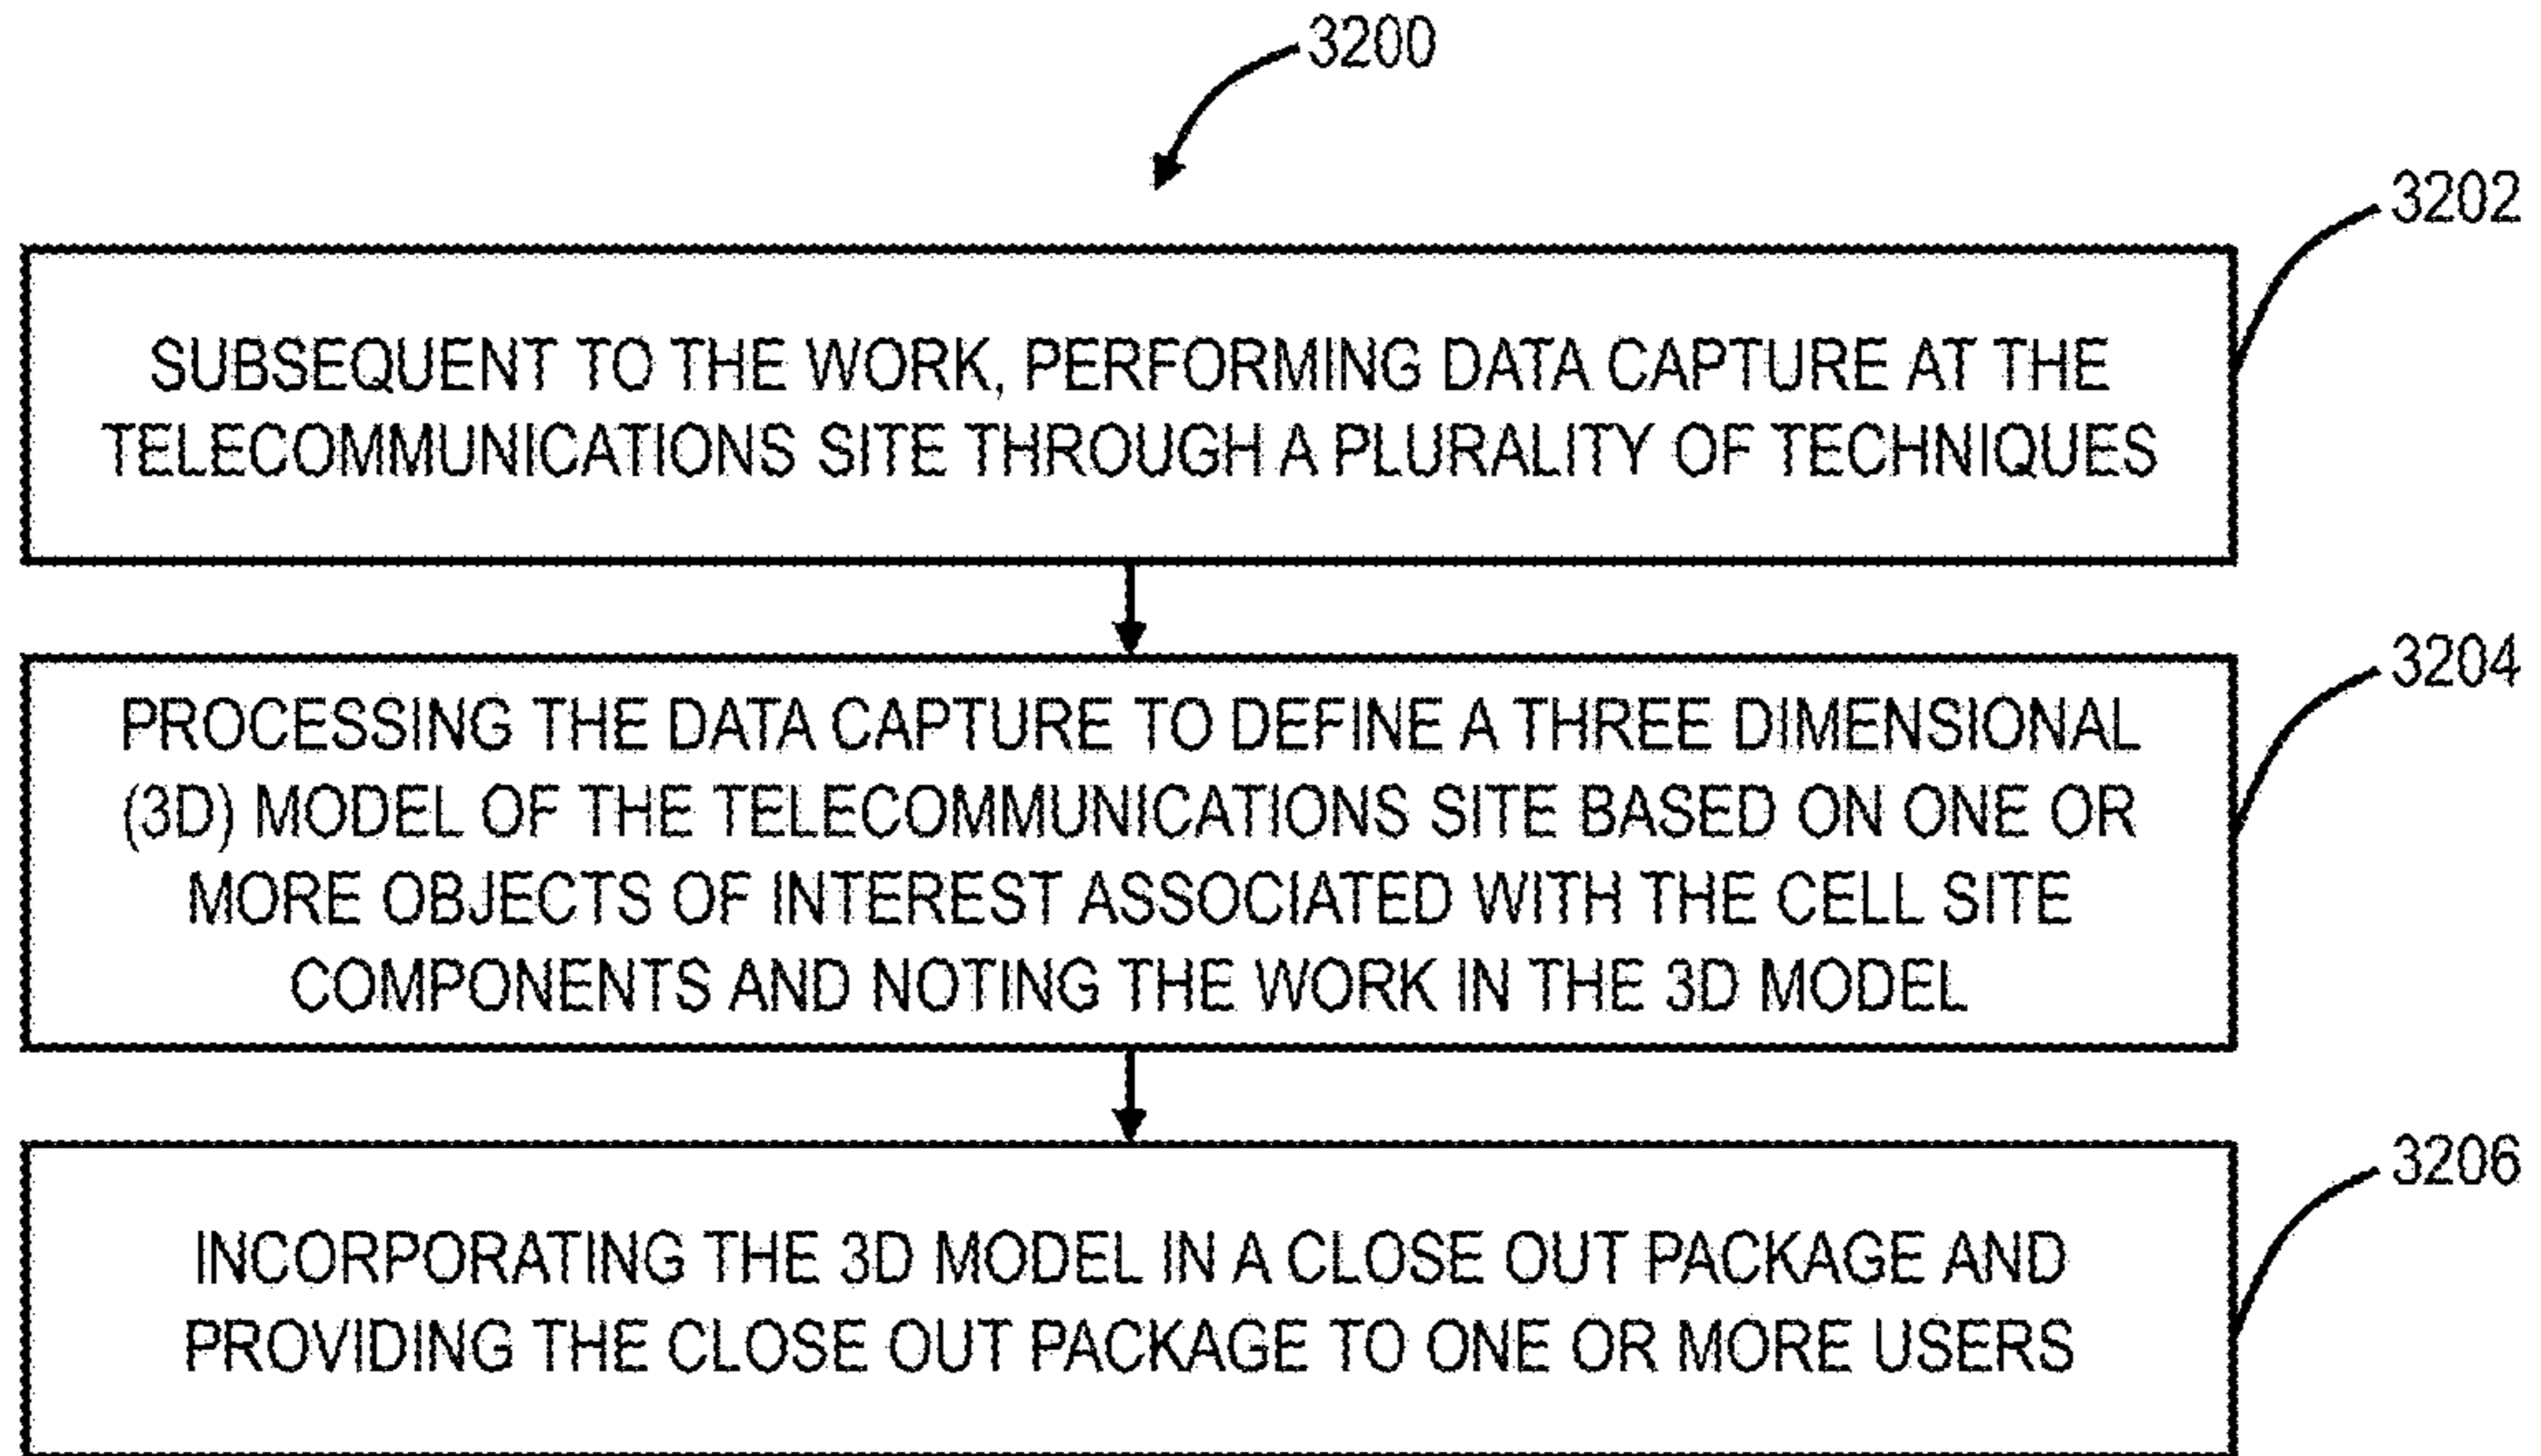 3200
3202
SUBSEQUENT TO THE WORK, PERFORMING DATA CAPTURE AT THE
TELECOMMUNICATIONS SITE THROUGH A PLURALITY OF TECHNIQUES
3204
PROCESSING THE DATA CAPTURE TO DEFINE A THREE DIMENSIONAL
(3D) MODEL OF THE TELECOMMUNICATIONS SITE BASED ON ONE OR
MORE OBJECTS OF INTEREST ASSOCIATED WITH THE CELL SITE
COMPONENTS AND NOTING THE WORK IN THE 3D MODEL
3206
INCORPORATING THE 3D MODEL IN A CLOSE OUT PACKAGE AND
PROVIDING THE CLOSE OUT PACKAGE TO ONE OR MORE USERS